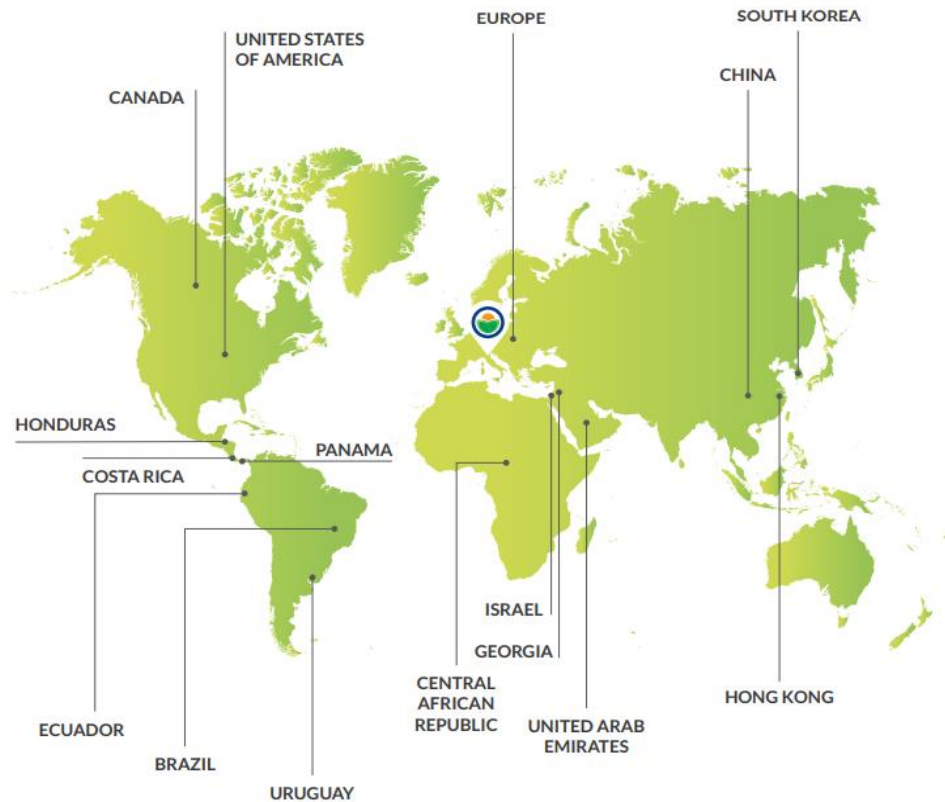 EUROPE
SOUTH KOREA
UNITED STATES
OF AMERICA
CHINA
CANADA
HONDURAS
PANAMA
COSTA RICA
ISRAEL
GEORGIA
CENTRAL
AFRICAN
REPUBLIC
HONG KONG
UNITED ARAB
EMIRATES
ECUADOR
BRAZIL
URUGUAY